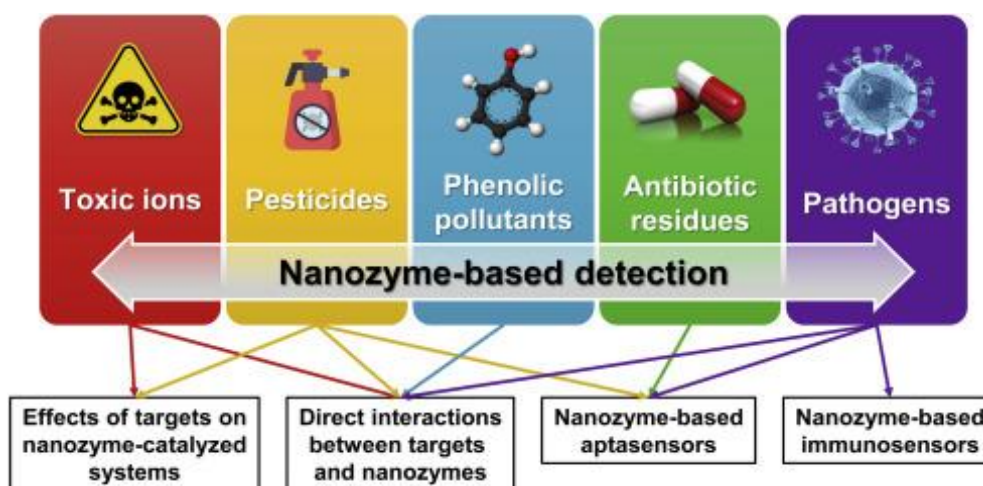 Toxic ions
Pesticides
Phenolic
pollutants
Antibiotic
residues
Pathogens
Nanozyme-based detection
Effects of targets on
nanozyme-catalyzed
systems
Direct interactions
between targets
and nanozymes
Nanozyme-based
aptasensors
Nanozyme-based
immunosensors